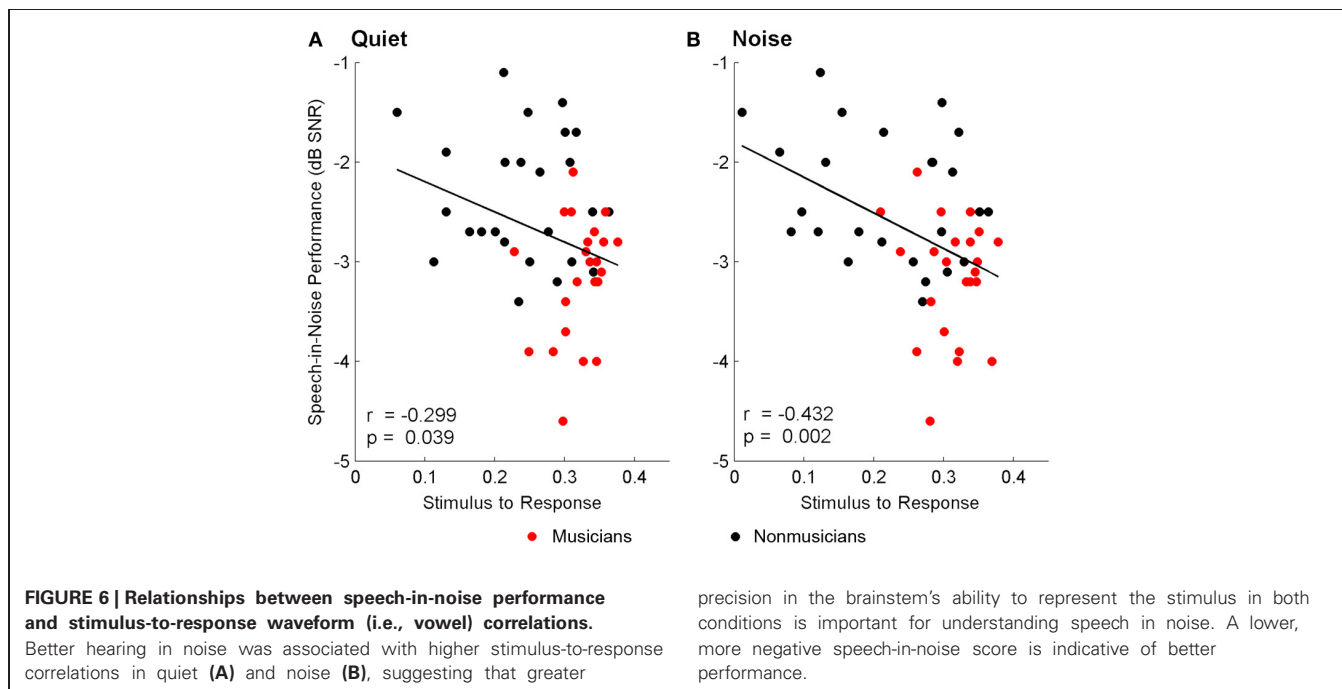 A Quiet
B Noise
Speech-in-Noise Performance (dB SNR)
-1
-2
-3
-4
-5
r = -0.299
p = 0.039
0 0.1 0.2 0.3 0.4
Stimulus to Response
-1
-2
-3
-4
-5
r = -0.432
p = 0.002
0 0.1 0.2 0.3 0.4
Stimulus to Response
Musicians
Nonmusicians
FIGURE 6 | Relationships between speech-in-noise performance
and stimulus-to-response waveform (i.e., vowel) correlations.
Better hearing in noise was associated with higher stimulus-to-response
correlations in quiet (A) and noise (B), suggesting that greater
precision in the brainstem's ability to represent the stimulus in both
conditions is important for understanding speech in noise. A lower,
more negative speech-in-noise score is indicative of better
performance.